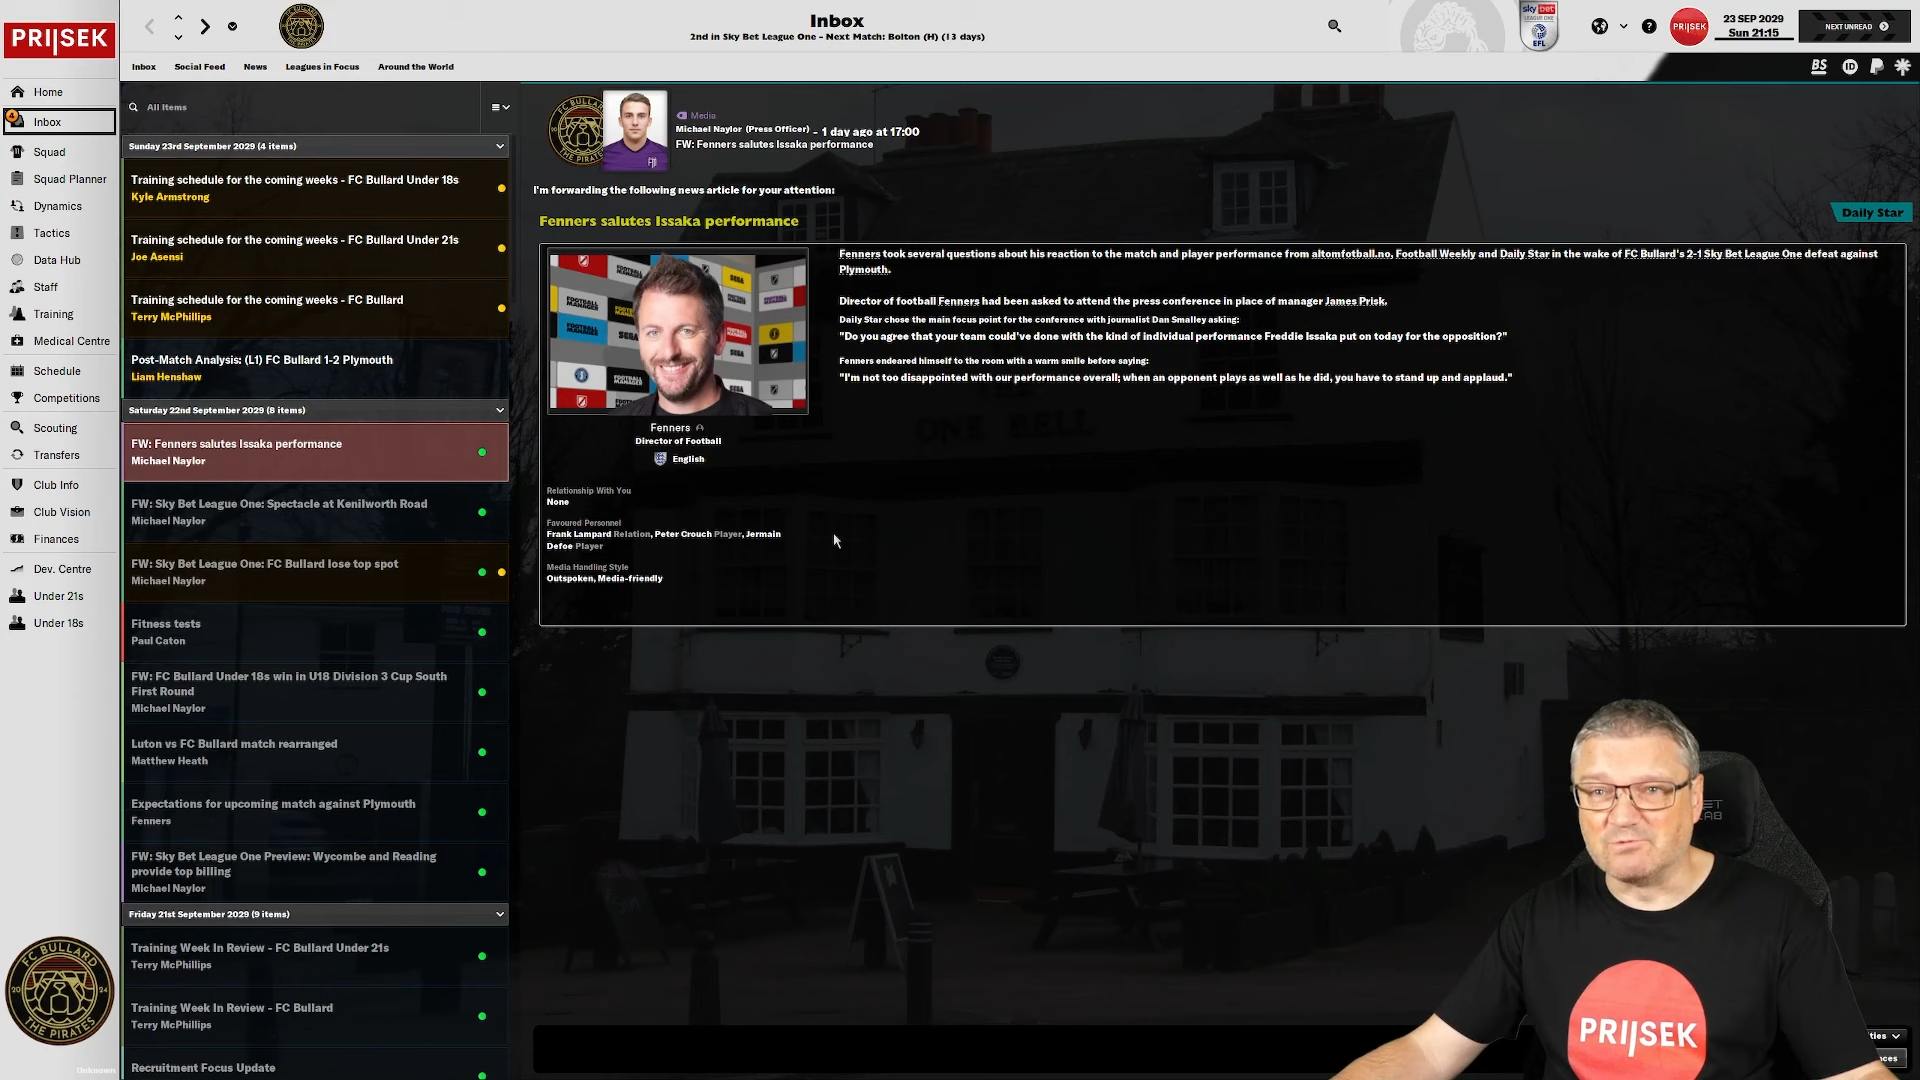 PRIJSEK
Inbox
2nd in Sky Bet League One - Next Match: Bolton (H) (13 days)
sky bet
LEAGUE ONE
EFL
PRIJSEK
23 SEP 2029
Sun 21:15
NEXT UNREAD
Inbox
Social Feed
News
Leagues in Focus
Around the World
BS
ID
Home
4
Inbox
Squad
Squad Planner
Dynamics
Tactics
Data Hub
Staff
Training
Medical Centre
Schedule
Competitions
Scouting
Transfers
Club Info
Club Vision
Finances
Dev. Centre
Under 21s
Under 18s
FC BULLARD
20 24
THE PIRATES
Unknown
All Items
Sunday 23rd September 2029 (4 items)
Training schedule for the coming weeks - FC Bullard Under 18s
Kyle Armstrong
Training schedule for the coming weeks - FC Bullard Under 21s
Joe Asensi
Training schedule for the coming weeks - FC Bullard
Terry McPhillips
Post-Match Analysis: (L1) FC Bullard 1-2 Plymouth
Liam Henshaw
Saturday 22nd September 2029 (8 items)
FW: Fenners salutes Issaka performance
Michael Naylor
FW: Sky Bet League One: Spectacle at Kenilworth Road
Michael Naylor
FW: Sky Bet League One: FC Bullard lose top spot
Michael Naylor
Fitness tests
Paul Caton
FW: FC Bullard Under 18s win in U18 Division 3 Cup South
First Round
Michael Naylor
Luton vs FC Bullard match rearranged
Matthew Heath
Expectations for upcoming match against Plymouth
Fenners
FW: Sky Bet League One Preview: Wycombe and Reading
provide top billing
Michael Naylor
Friday 21st September 2029 (9 items)
Training Week In Review - FC Bullard Under 21s
Terry McPhillips
Training Week In Review - FC Bullard
Terry McPhillips
Recruitment Focus Update
Media
Michael Naylor (Press Officer) - 1 day ago at 17:00
FW: Fenners salutes Issaka performance
I'm forwarding the following news article for your attention:
Fenners salutes Issaka performance
Daily Star
Fenners took several questions about his reaction to the match and player performance from altomfotball.no, Football Weekly and Daily Star in the wake of FC Bullard's 2-1 Sky Bet League One defeat against
Plymouth.
Director of football Fenners had been asked to attend the press conference in place of manager James Prisk.
Daily Star chose the main focus point for the conference with journalist Dan Smalley asking:
"Do you agree that your team could've done with the kind of individual performance Freddie Issaka put on today for the opposition?"
Fenners endeared himself to the room with a warm smile before saying:
"I'm not too disappointed with our performance overall; when an opponent plays as well as he did, you have to stand up and applaud."
Fenners
Director of Football
English
Relationship With You
None
Favoured Personnel
Frank Lampard Relation, Peter Crouch Player, Jermain
Defoe Player
Media Handling Style
Outspoken, Media-friendly
ONE BELL
PRIJSEK